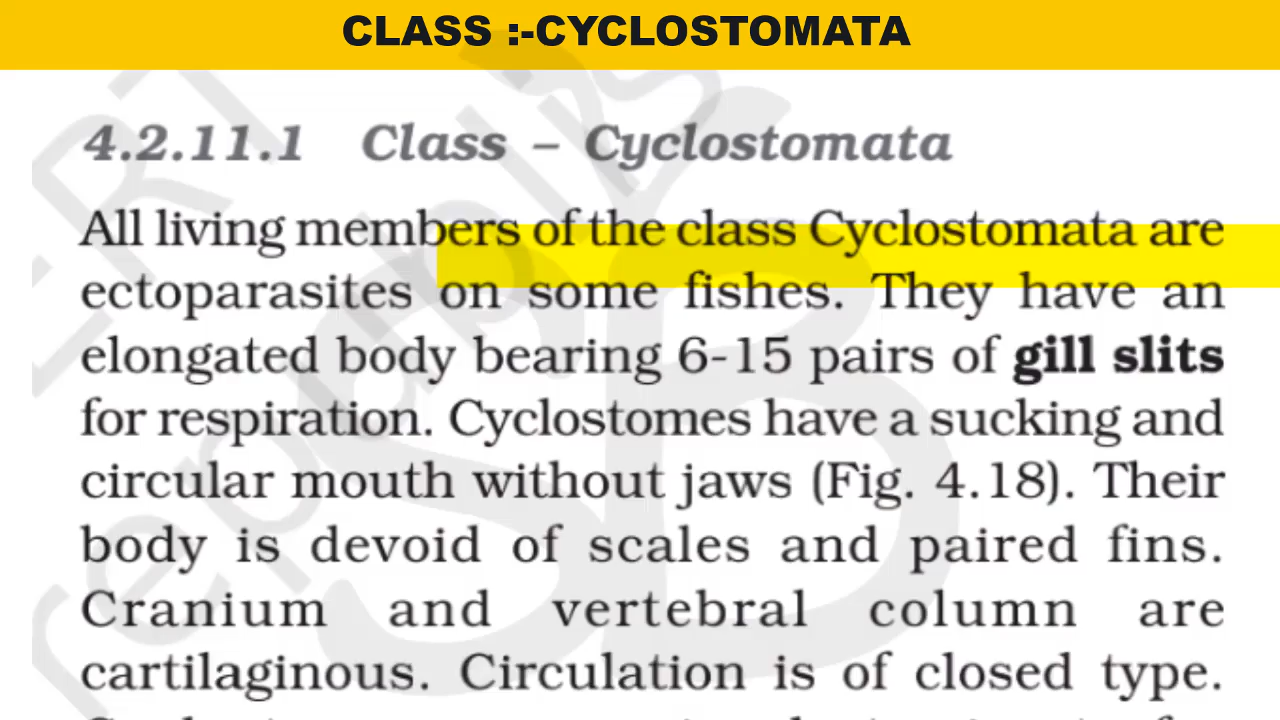 CLASS :-CYCLOSTOMATA
4.2.11.1 Class – Cyclostomata
All living members of the class Cyclostomata are
ectoparasites on some fishes. They have an
elongated body bearing 6-15 pairs of gill slits
for respiration. Cyclostomes have a sucking and
circular mouth without jaws (Fig. 4.18). Their
body is devoid of scales and paired fins.
Cranium and vertebral column are
cartilaginous. Circulation is of closed type.